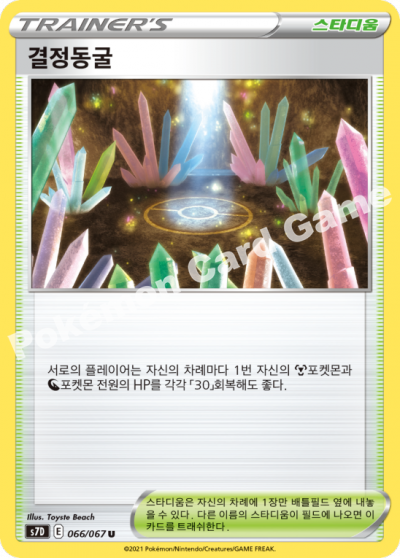 TRAINER'S 스타디움
결정동굴
Pokémon Card Game
서로의 플레이어는 자신의 차례마다 1번 자신의 포켓몬과
포켓몬 전원의 HP를 각각 「30」회복해도 좋다.
Illus. Toyste Beach
s7D E 066/067 U
스타디움은 자신의 차례에 1장만 배틀필드 옆에 내놓
을 수 있다. 다른 이름의 스타디움이 필드에 나오면 이
카드를 트래쉬한다.
©2021 Pokémon/Nintendo/Creatures/GAME FREAK.